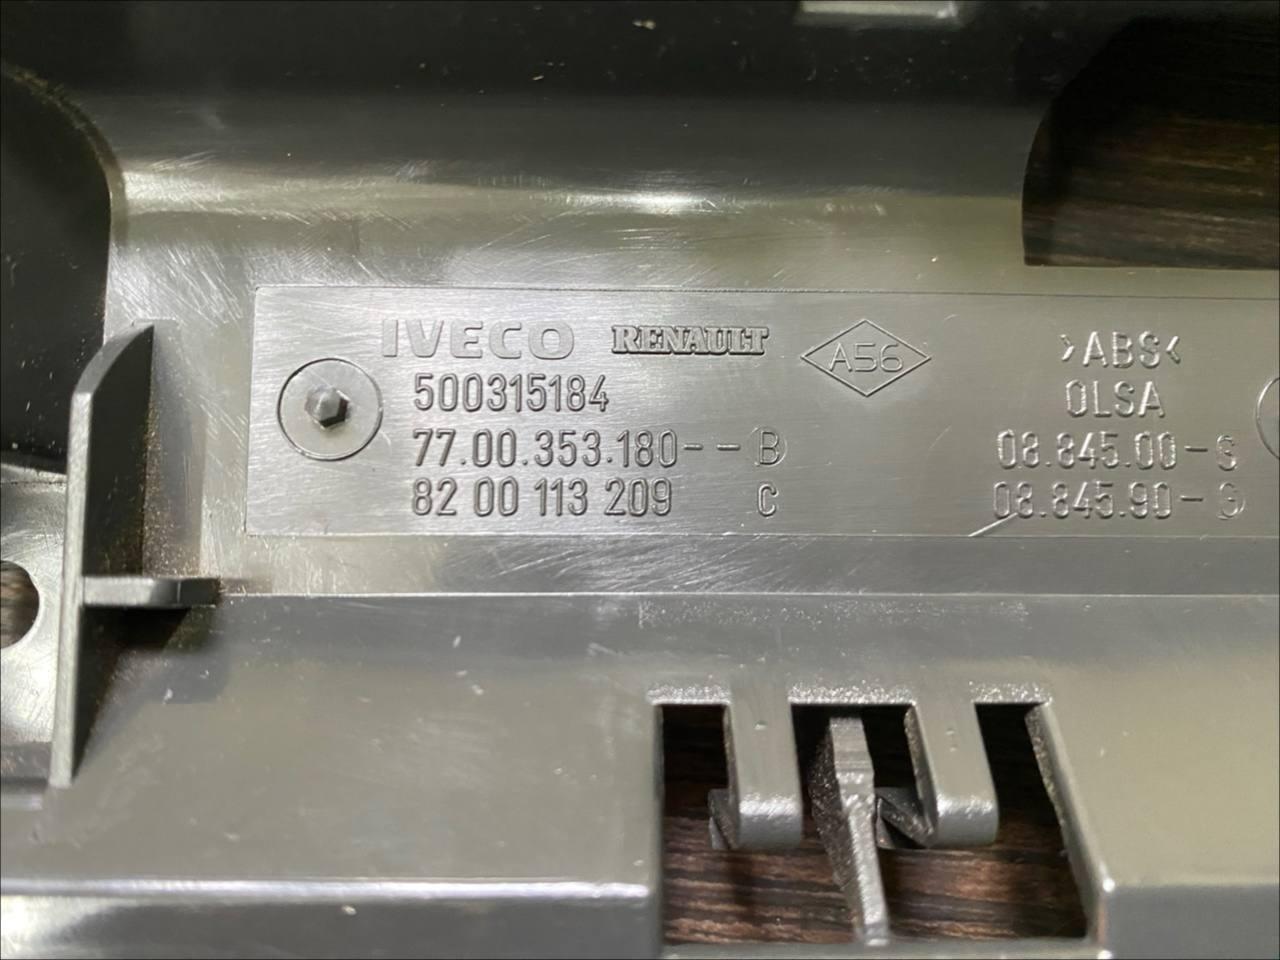 IVECO RENAULT A56 >ABS<
500315184 OLSA
77.00.353.180--B 08.845.00-S
82 00 113 209 C 08.845.90-